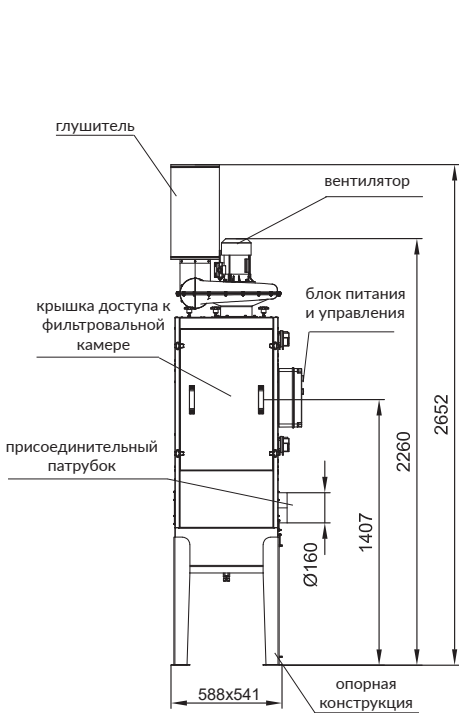 глушитель
вентилятор
крышка доступа к
фильтровальной
камере
блок питания
и управления
присоединительный
патрубок
2652
2260
1407
Ø160
588x541
опорная
конструкция